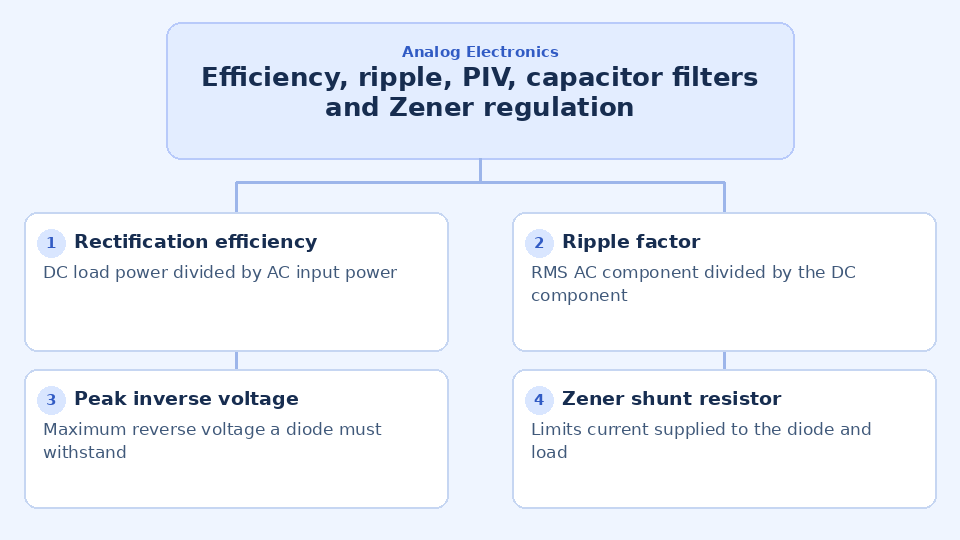 Analog Electronics
Efficiency, ripple, PIV, capacitor filters
and Zener regulation
1 Rectification efficiency
DC load power divided by AC input power
2 Ripple factor
RMS AC component divided by the DC
component
3 Peak inverse voltage
Maximum reverse voltage a diode must
withstand
4 Zener shunt resistor
Limits current supplied to the diode and
load